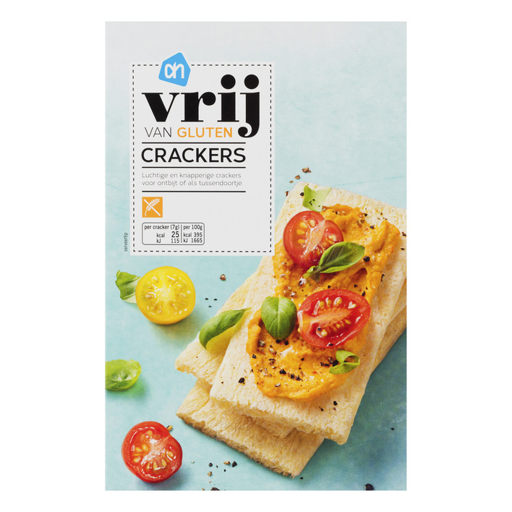 ah
vrij
VAN GLUTEN
CRACKERS
Luchtige en knapperige crackers
voor ontbijt of als tussendoortje
per cracker (7g) per 100g
kcal 25 kcal 395
kJ 115 kJ 1665
serveertip